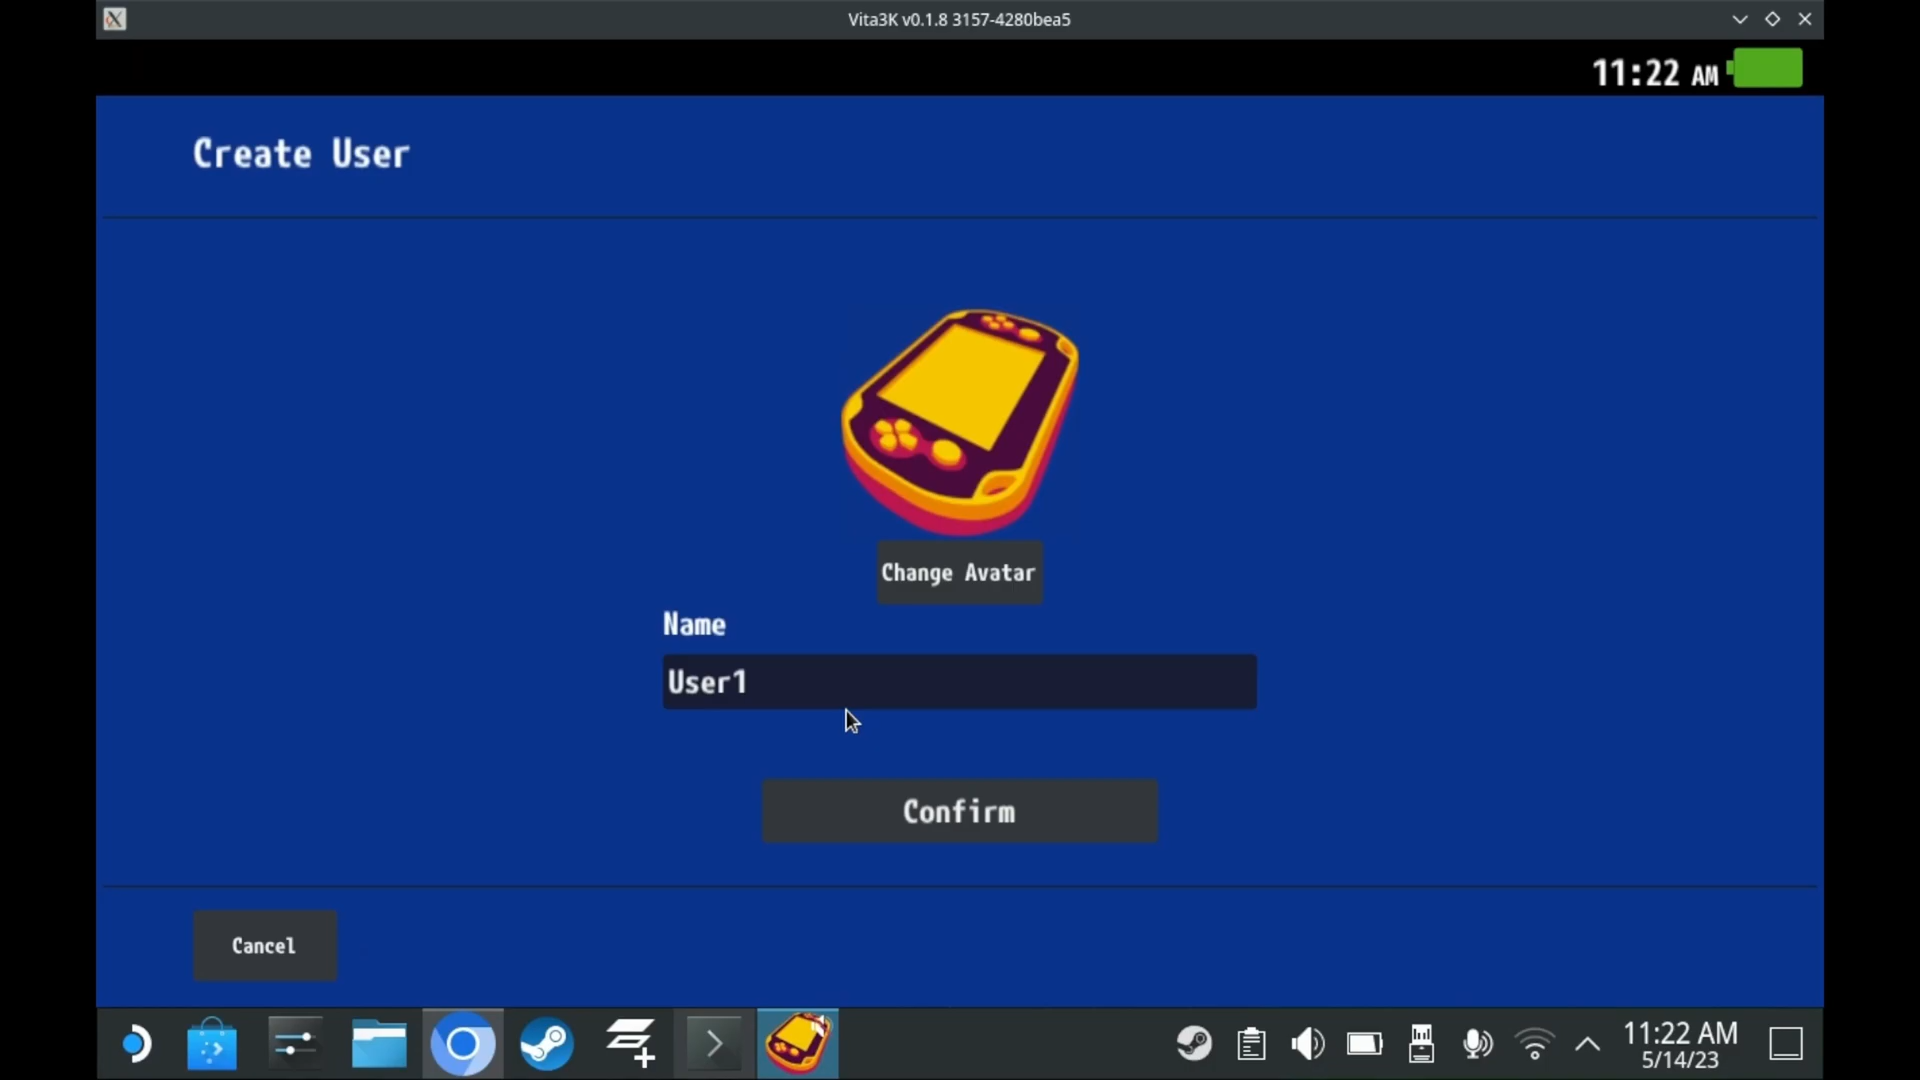 Vita3K v0.1.8 3157-4280bea5
11:22 AM
Create User
Change Avatar
Name
User1
Confirm
Cancel
11:22 AM
5/14/23